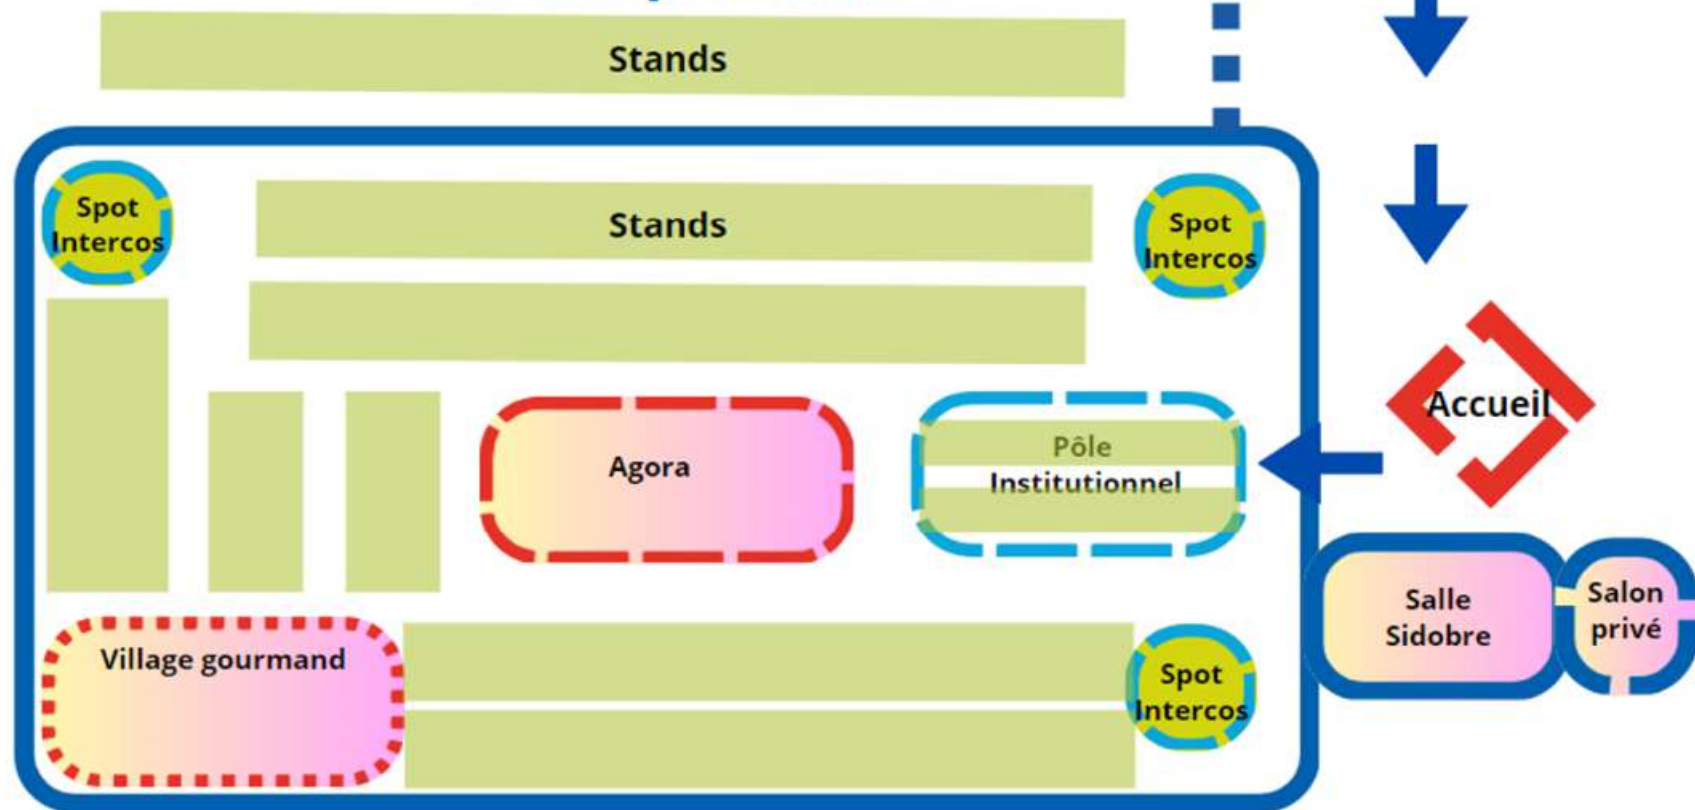 Stands
Spot
Intercos
Stands
Spot
Intercos
Accueil
Agora
Pôle
Institutionnel
Salle
Sidobre
Salon
privé
Village gourmand
Spot
Intercos